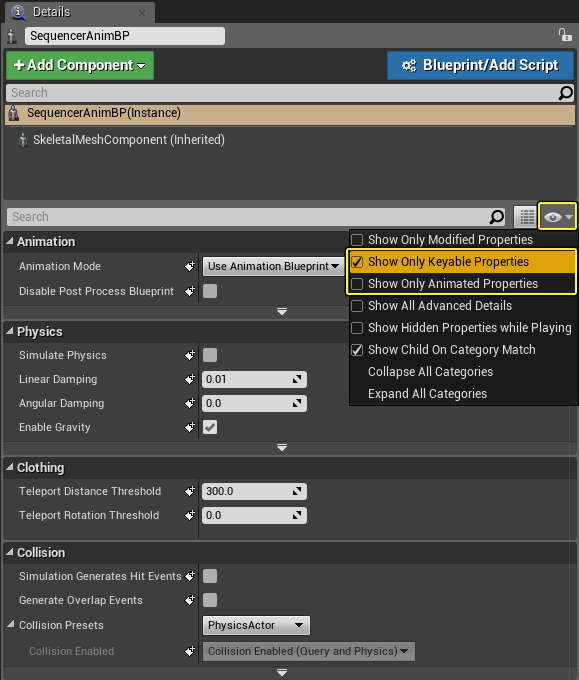 Details
SequencerAnimBP
+ Add Component
Blueprint/Add Script
Search
SequencerAnimBP(Instance)
SkeletalMeshComponent (Inherited)
Search
Show Only Modified Properties
Show Only Keyable Properties
Show Only Animated Properties
Show All Advanced Details
Show Hidden Properties while Playing
Show Child On Category Match
Collapse All Categories
Expand All Categories
Animation
Animation Mode Use Animation Blueprint
Disable Post Process Blueprint
Physics
Simulate Physics
Linear Damping 0.01
Angular Damping 0.0
Enable Gravity
Clothing
Teleport Distance Threshold 300.0
Teleport Rotation Threshold 0.0
Collision
Simulation Generates Hit Events
Generate Overlap Events
Collision Presets PhysicsActor
Collision Enabled Collision Enabled (Query and Physics)